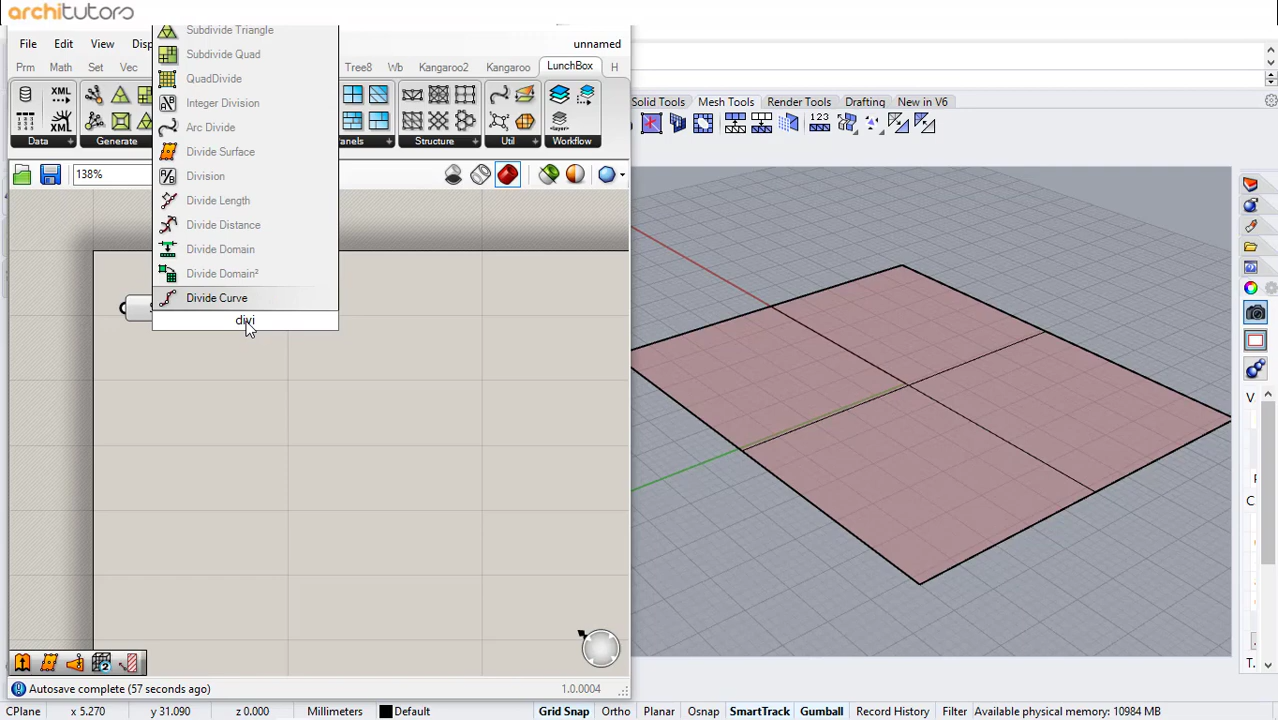 architutors
File Edit View Disp unnamed
Prm Math Set Vec Tree8 Wb Kangaroo2 Kangaroo LunchBox H
Subdivide Triangle
Subdivide Quad
QuadDivide
Integer Division
Arc Divide
Divide Surface
Division
Divide Length
Divide Distance
Divide Domain
Divide Domain²
Divide Curve
divi
XML
XML
Data Generate anels Structure Util Workflow
138%
Solid Tools Mesh Tools Render Tools Drafting New in V6
123
V
C
T..
Autosave complete (57 seconds ago) 1.0.0004
CPlane x 5.270 y 31.090 z 0.000 Millimeters Default Grid Snap Ortho Planar Osnap SmartTrack Gumball Record History Filter Available physical memory: 10984 MB